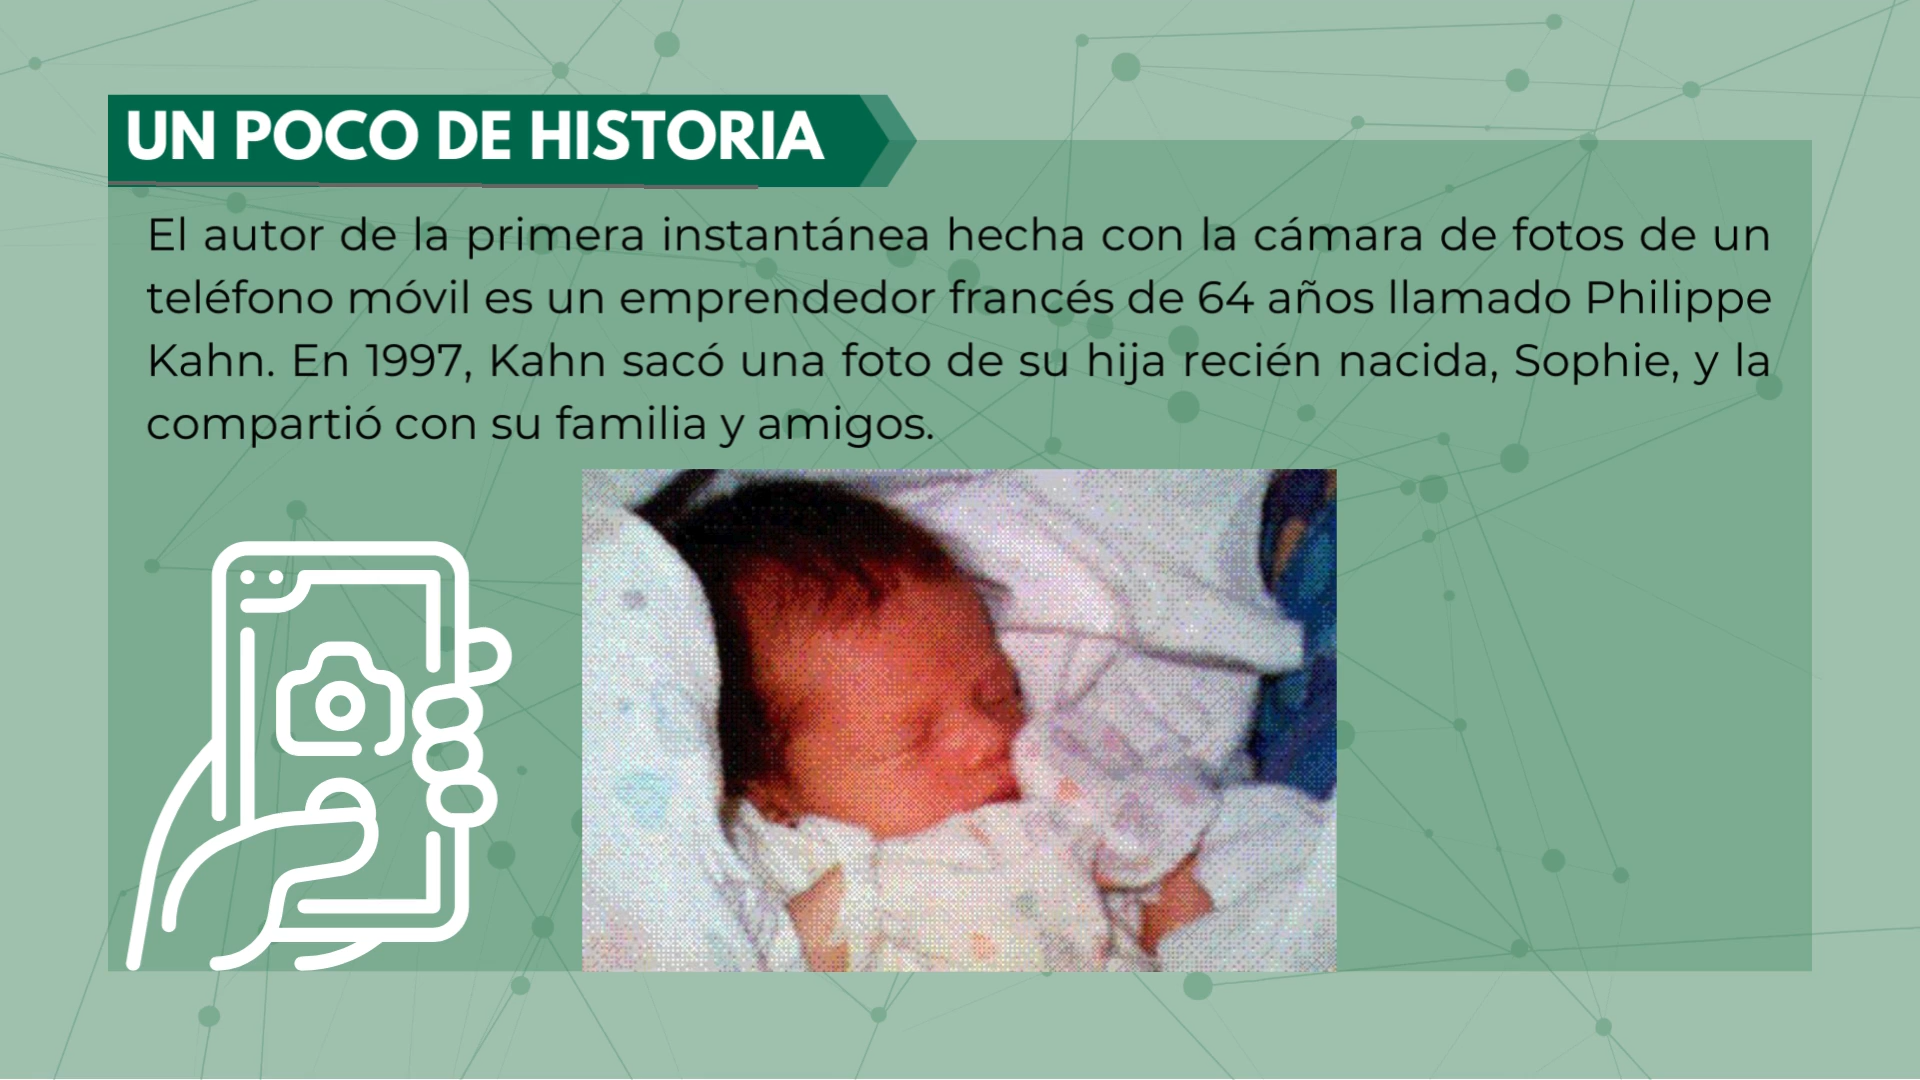 UN POCO DE HISTORIA
El autor de la primera instantánea hecha con la cámara de fotos de un
teléfono móvil es un emprendedor francés de 64 años llamado Philippe
Kahn. En 1997, Kahn sacó una foto de su hija recién nacida, Sophie, y la
compartió con su familia y amigos.